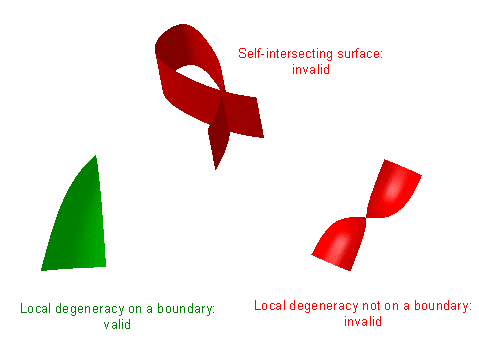 Self-intersecting surface:
invalid
Local degeneracy on a boundary:
valid
Local degeneracy not on a boundary:
invalid